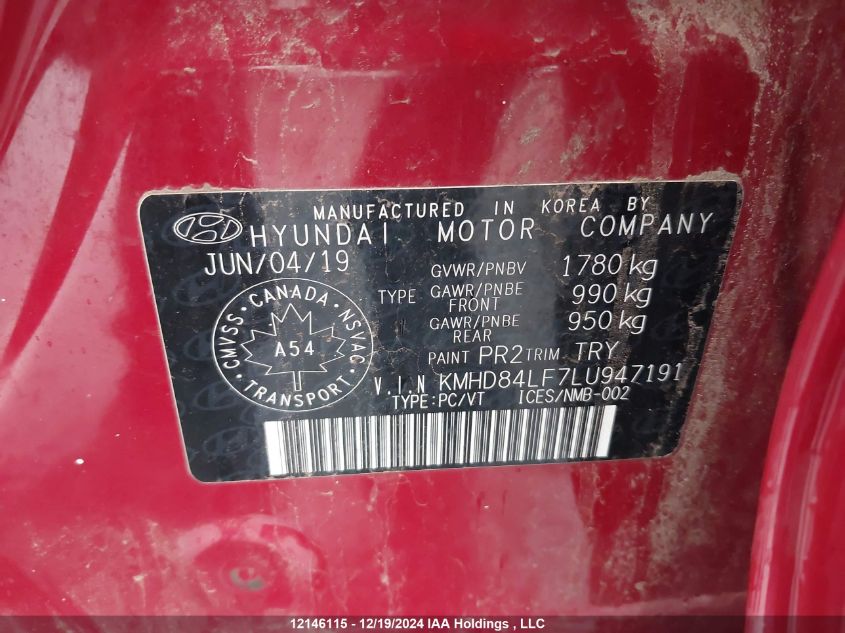 MANUFACTURED IN KOREA BY
HYUNDAI MOTOR COMPANY
JUN/04/19
GVWR/PNBV 1780 kg
TYPE GAWR/PNBE FRONT 990 kg
GAWR/PNBE REAR 950 kg
PAINT PR2 TRIM TRY
V.I.N KMHD84LF7LU947191
TYPE:PC/VT ICES/NMB-002
CANADA
CMVSS NSVAC
A54
TRANSPORT
12146115 - 12/19/2024 IAA Holdings , LLC